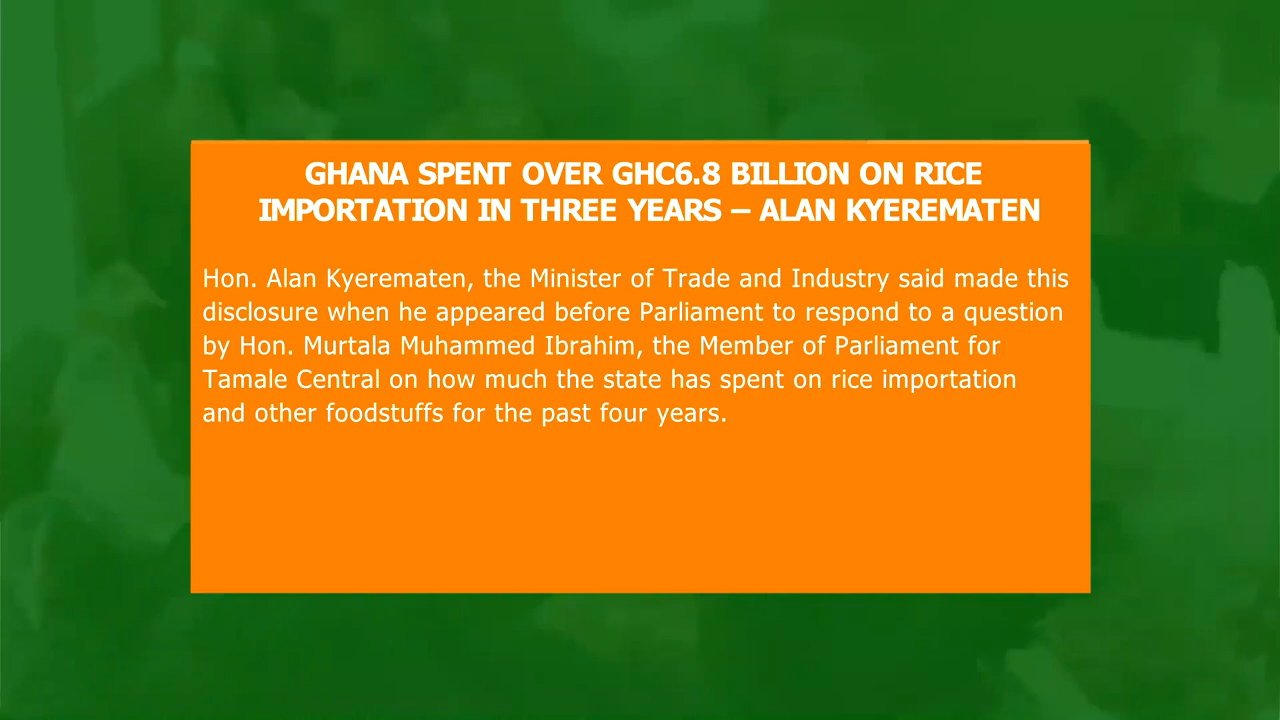 GHANA SPENT OVER GHC6.8 BILLION ON RICE
IMPORTATION IN THREE YEARS – ALAN KYEREMATEN
Hon. Alan Kyerematen, the Minister of Trade and Industry said made this
disclosure when he appeared before Parliament to respond to a question
by Hon. Murtala Muhammed Ibrahim, the Member of Parliament for
Tamale Central on how much the state has spent on rice importation
and other foodstuffs for the past four years.